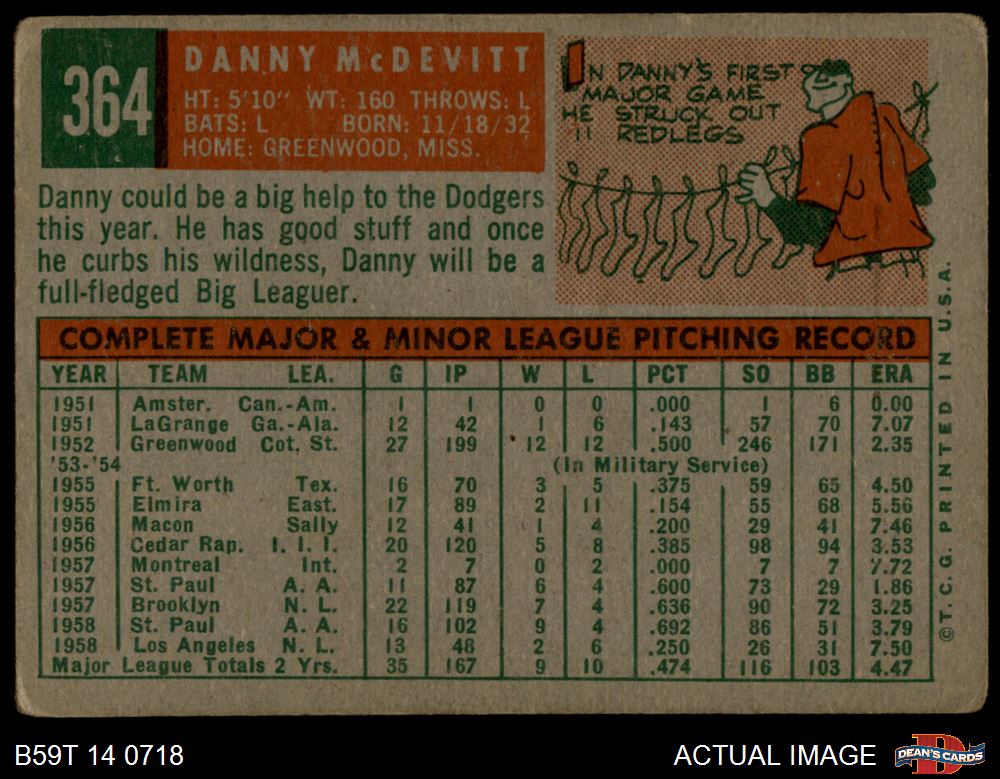 364
DANNY McDEVITT
HT: 5'10" WT: 160 THROWS: L
BATS: L BORN: 11/18/32
HOME: GREENWOOD, MISS.
IN DANNY'S FIRST
MAJOR GAME
HE STRUCK OUT
11 REDLEGS
Danny could be a big help to the Dodgers
this year. He has good stuff and once
he curbs his wildness, Danny will be a
full-fledged Big Leaguer.
COMPLETE MAJOR & MINOR LEAGUE PITCHING RECORD
YEAR TEAM LEA. G IP W L PCT SO BB ERA
1951 Amster. Can.-Am. 1 1 0 0 .000 1 6 0.00
1951 LaGrange Ga.-Ala. 12 42 1 6 .143 57 70 7.07
1952 Greenwood Cot. St. 27 199 12 12 .500 246 171 2.35
'53-'54 (In Military Service)
1955 Ft. Worth Tex. 16 70 3 5 .375 59 65 4.50
1955 Elmira East. 17 89 2 11 .154 55 68 5.56
1956 Macon Sally 12 41 1 4 .200 29 41 7.46
1956 Cedar Rap. I. I. I. 20 120 5 8 .385 98 94 3.53
1957 Montreal Int. 2 7 0 2 .000 7 7 7.72
1957 St. Paul A. A. 11 87 6 4 .600 73 29 1.86
1957 Brooklyn N. L. 22 119 7 4 .636 90 72 3.25
1958 St. Paul A. A. 16 102 9 4 .692 86 51 3.79
1958 Los Angeles N. L. 13 48 2 6 .250 26 31 7.50
Major League Totals 2 Yrs. 35 167 9 10 .474 116 103 4.47
©T.C.G. PRINTED IN U.S.A.
B59T 14 0718
ACTUAL IMAGE
DEAN'S CARDS